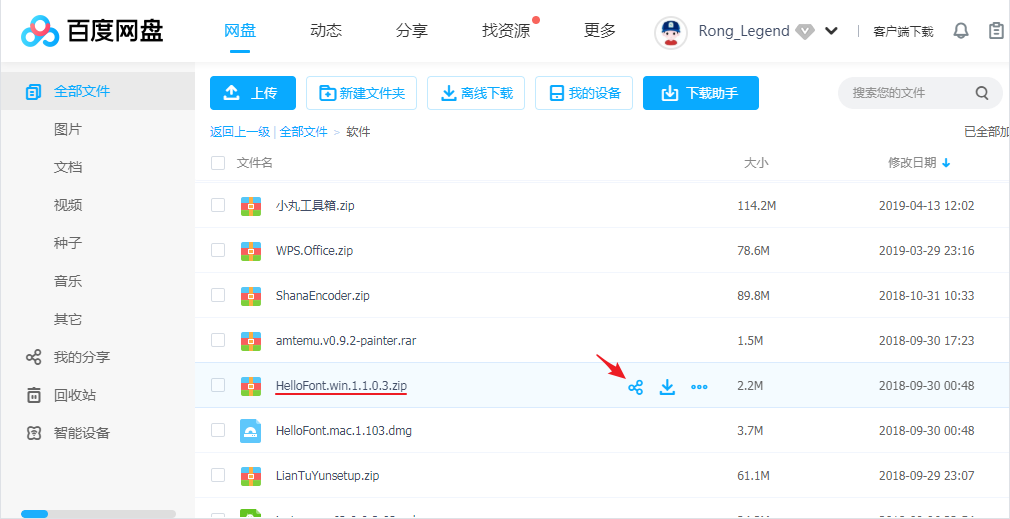 百度网盘 网盘 动态 分享 找资源 更多 Rong_Legend 客户端下载
全部文件 上传 新建文件夹 离线下载 我的设备 下载助手 搜索您的文件
图片 返回上一级 | 全部文件 > 软件 已全部加
文档 文件名 大小 修改日期
视频 小丸工具箱.zip 114.2M 2019-04-13 12:02
种子 WPS.Office.zip 78.6M 2019-03-29 23:16
音乐 ShanaEncoder.zip 89.8M 2018-10-31 10:33
其它 amtemu.v0.9.2-painter.rar 1.5M 2018-09-30 17:23
我的分享 HelloFont.win.1.1.0.3.zip 2.2M 2018-09-30 00:48
回收站 HelloFont.mac.1.103.dmg 3.7M 2018-09-30 00:48
智能设备 LianTuYunsetup.zip 61.1M 2018-09-29 23:07